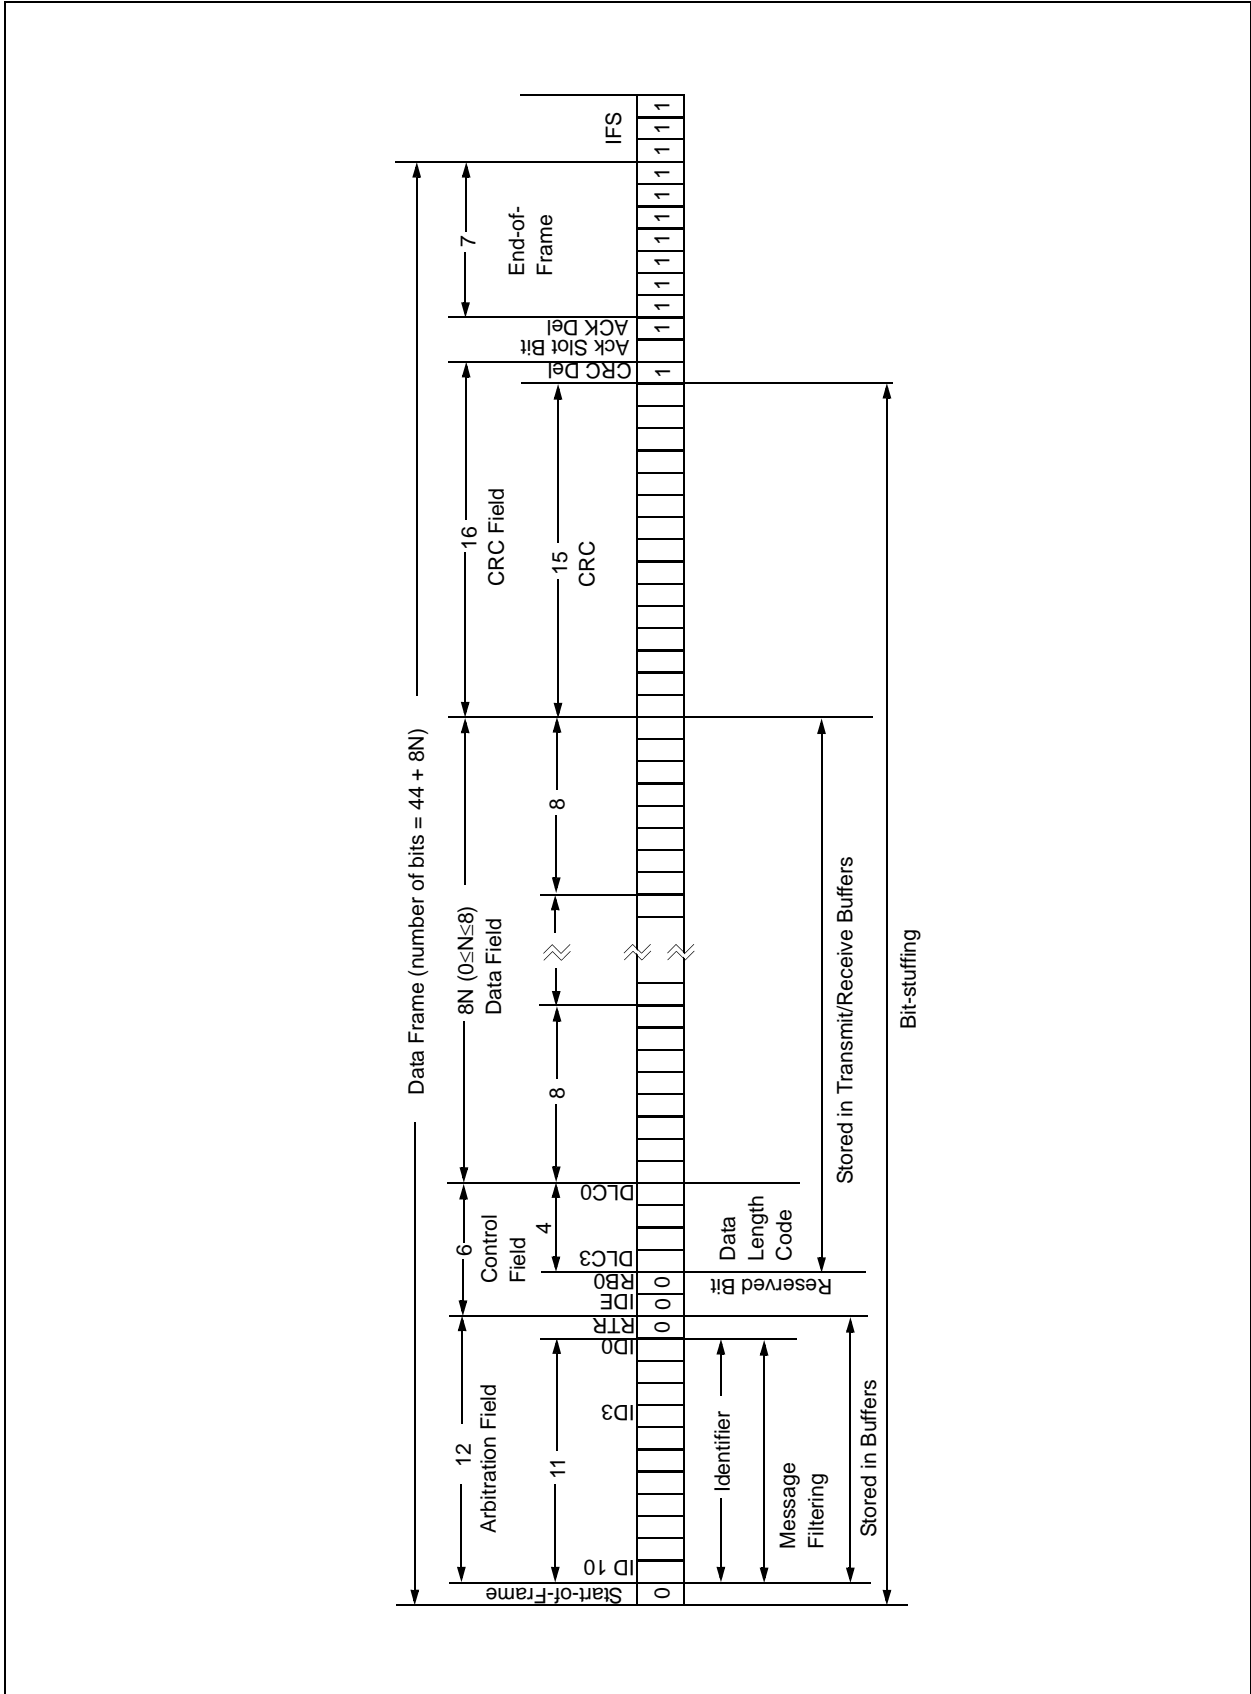 Data Frame (number of bits = 44 + 8N)
12
Arbitration Field
6
Control
Field
8N (0≤N≤8)
Data Field
16
CRC Field
7
End-of-
Frame
IFS
11
4
8
8
15
CRC
Start-of-Frame
ID 10
ID3
ID0
RTR
IDE
RB0
DLC3
DLC0
CRC Del
Ack Slot Bit
ACK Del
0
0
0
0
1
1
1
1
1
1
1
1
1
1
1
1
Identifier
Message
Filtering
Stored in Buffers
Reserved Bit
Data
Length
Code
Stored in Transmit/Receive Buffers
Bit-stuffing